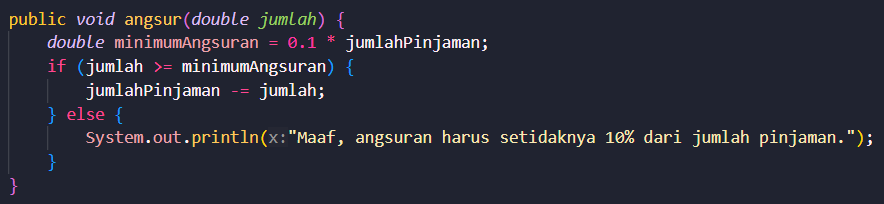 public void angsur(double jumlah) {
    double minimumAngsuran = 0.1 * jumlahPinjaman;
    if (jumlah >= minimumAngsuran) {
        jumlahPinjaman -= jumlah;
    } else {
        System.out.println(x:"Maaf, angsuran harus setidaknya 10% dari jumlah pinjaman.");
    }
}